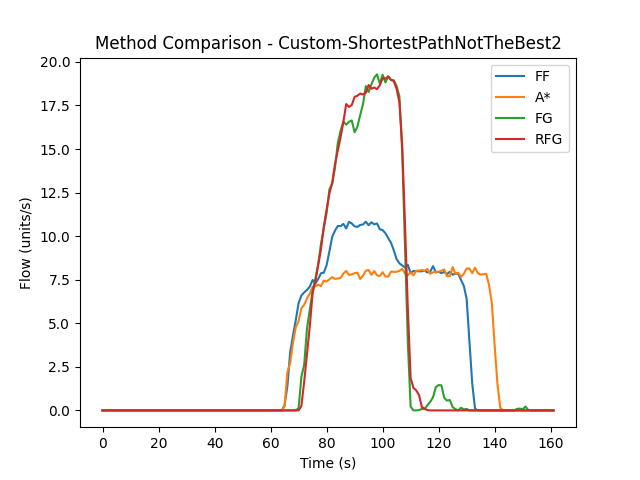 Method Comparison - Custom-ShortestPathNotTheBest2
20.0
17.5
15.0
12.5
10.0
7.5
5.0
2.5
0.0
Flow (units/s)
FF
A*
FG
RFG
0 20 40 60 80 100 120 140 160
Time (s)